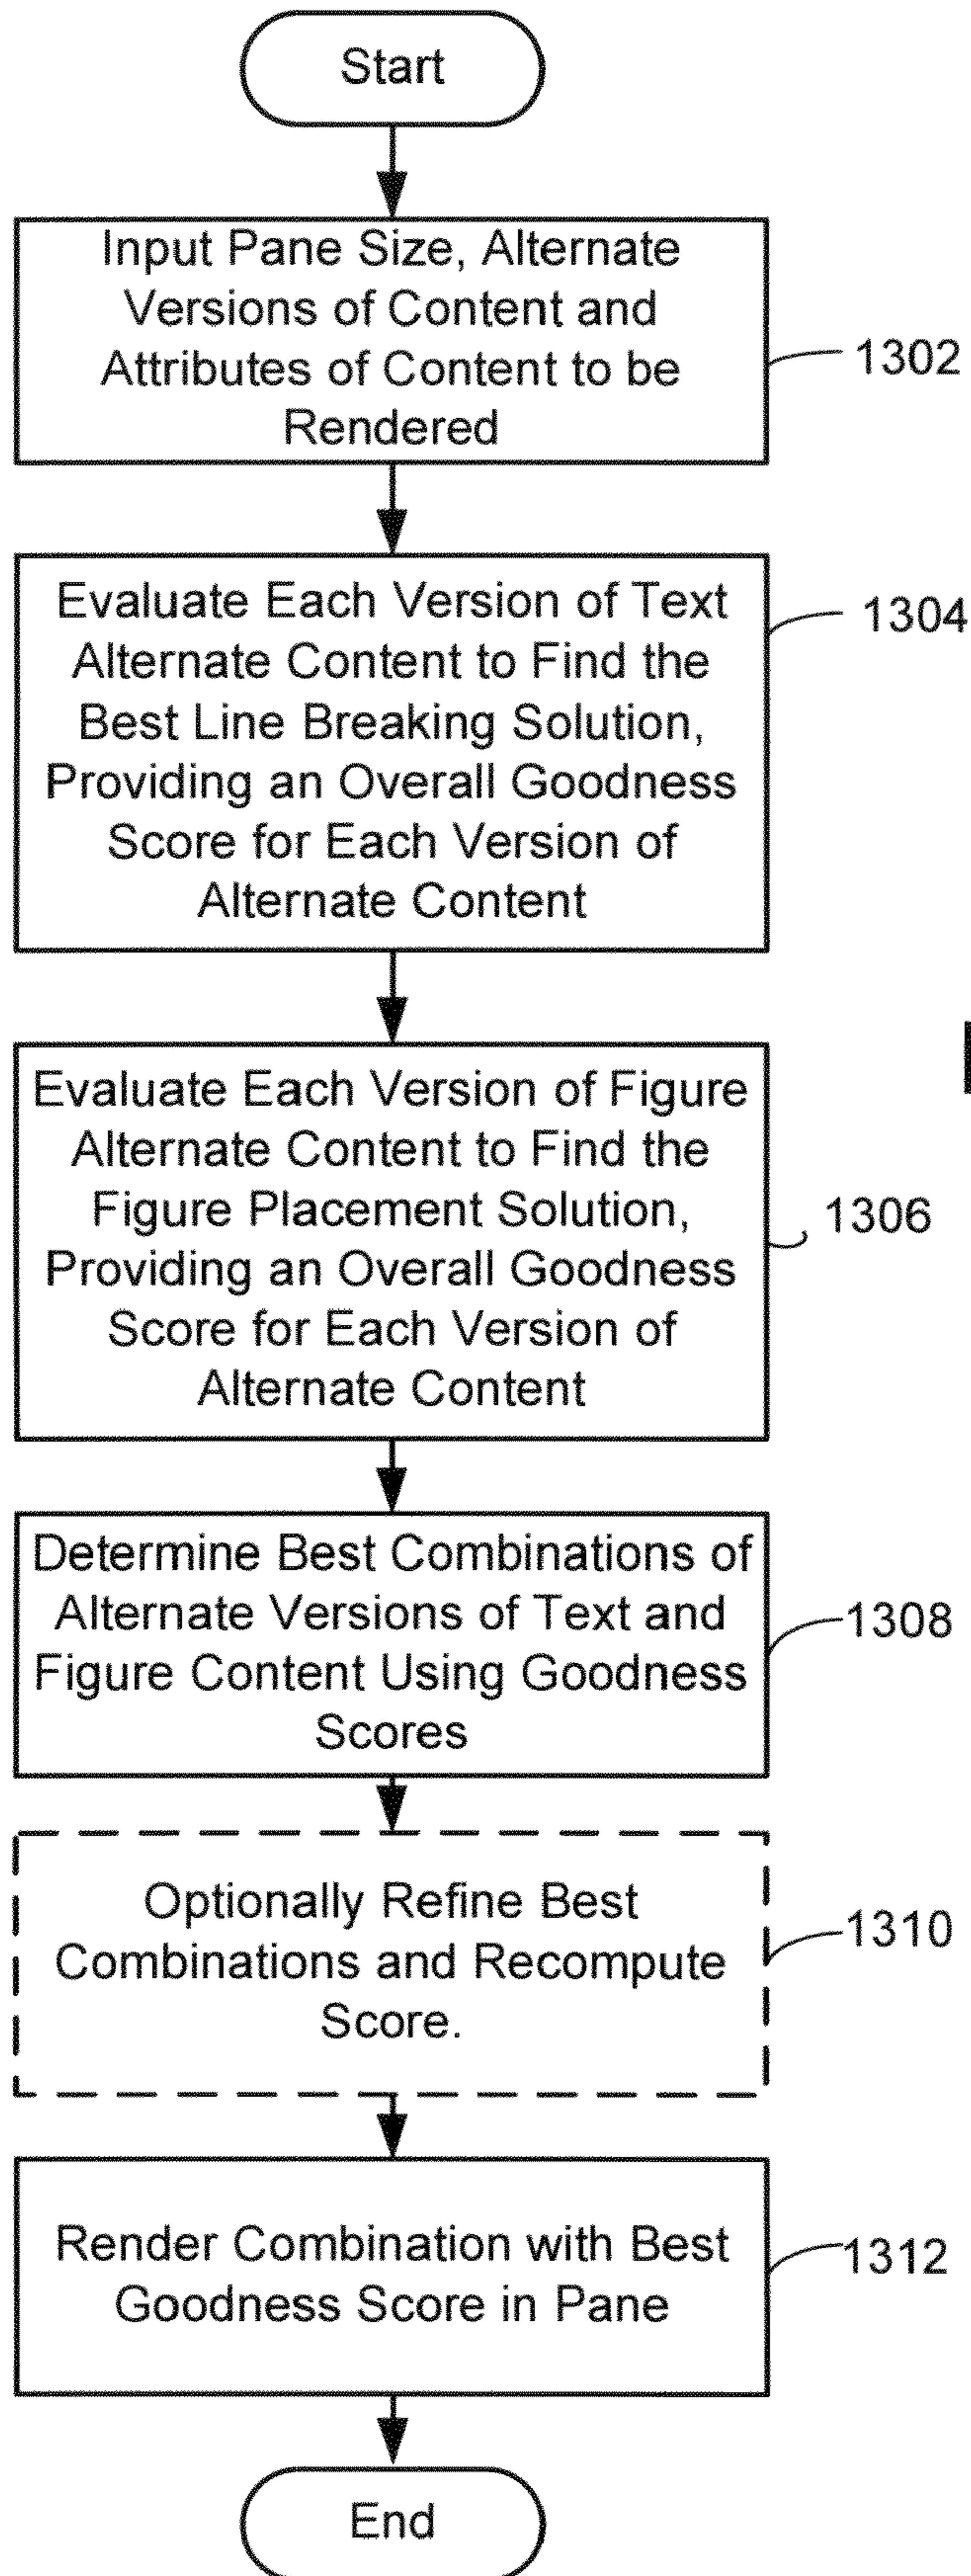 Start
Input Pane Size, Alternate
Versions of Content and
Attributes of Content to be
Rendered
1302
Evaluate Each Version of Text
Alternate Content to Find the
Best Line Breaking Solution,
Providing an Overall Goodness
Score for Each Version of
Alternate Content
1304
Evaluate Each Version of Figure
Alternate Content to Find the
Figure Placement Solution,
Providing an Overall Goodness
Score for Each Version of
Alternate Content
1306
Determine Best Combinations of
Alternate Versions of Text and
Figure Content Using Goodness
Scores
1308
Optionally Refine Best
Combinations and Recompute
Score.
1310
Render Combination with Best
Goodness Score in Pane
1312
End